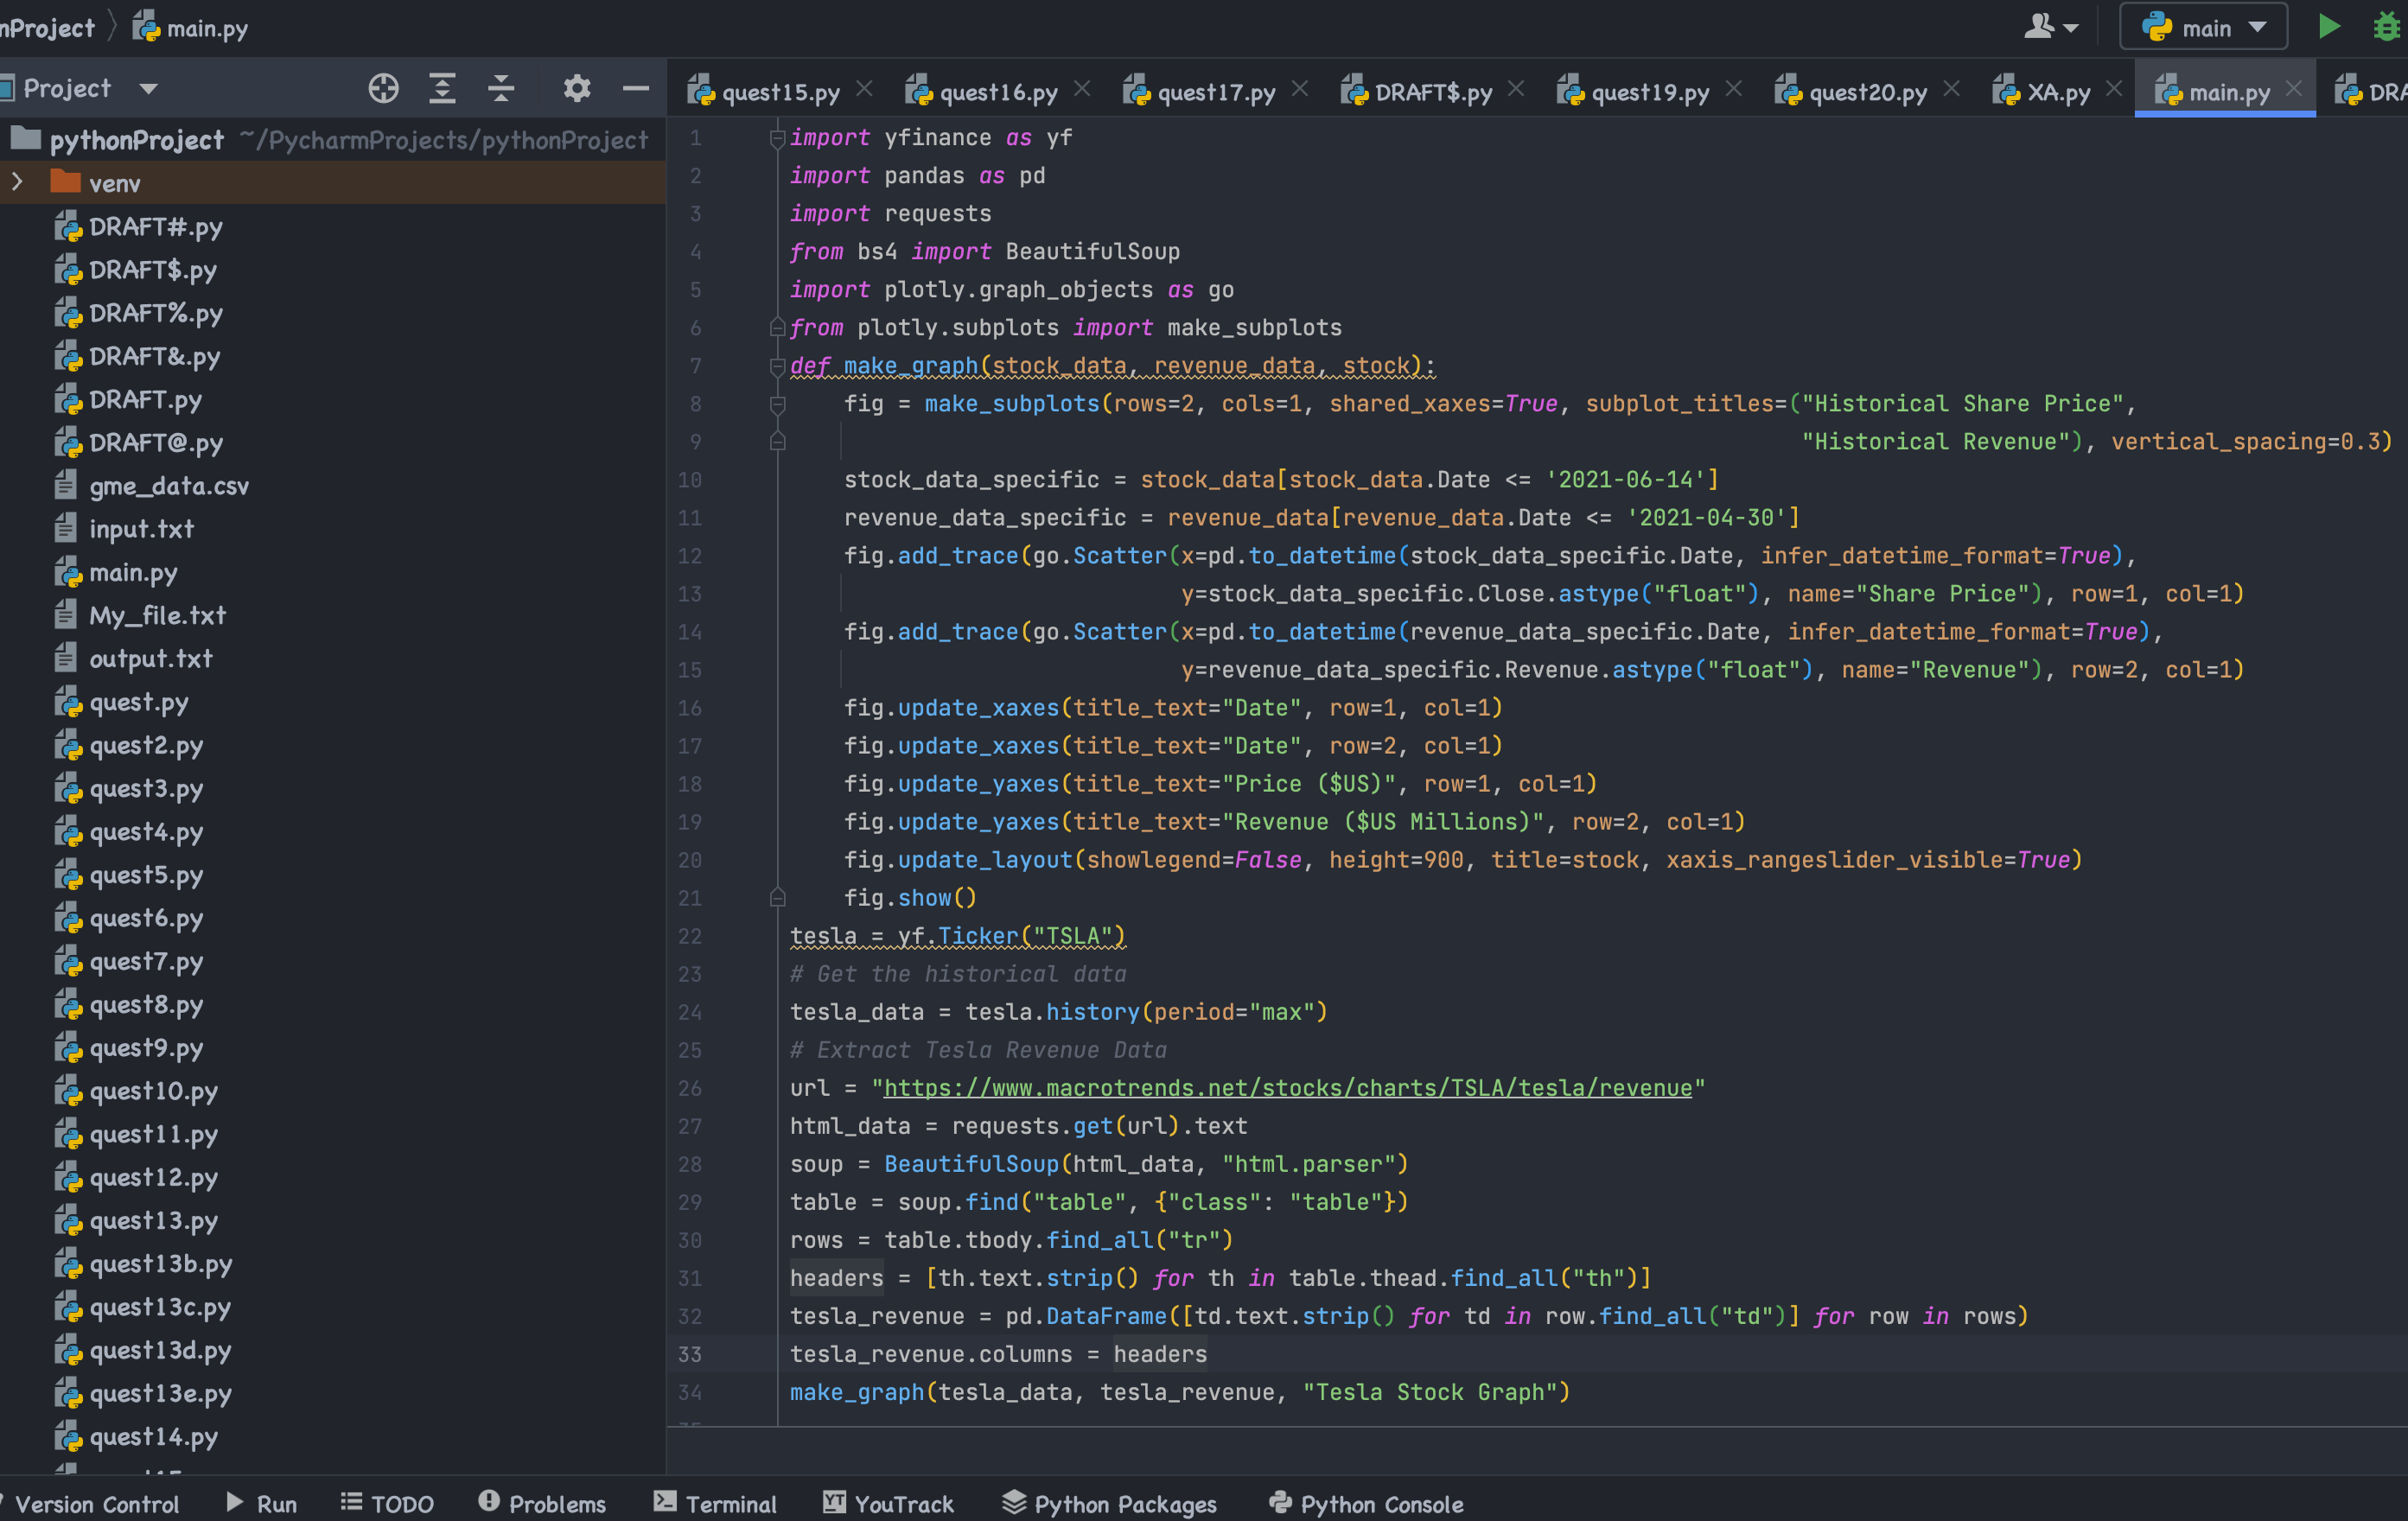 nProject
main.py
main
Project
quest15.py
quest16.py
quest17.py
DRAFT$.py
quest19.py
quest20.py
XA.py
main.py
DRA
pythonProject ~/PycharmProjects/pythonProject
venv
DRAFT#.py
DRAFT$.py
DRAFT%.py
DRAFT&.py
DRAFT.py
DRAFT@.py
gme_data.csv
input.txt
main.py
My_file.txt
output.txt
quest.py
quest2.py
quest3.py
quest4.py
quest5.py
quest6.py
quest7.py
quest8.py
quest9.py
quest10.py
quest11.py
quest12.py
quest13.py
quest13b.py
quest13c.py
quest13d.py
quest13e.py
quest14.py
1 import yfinance as yf
2 import pandas as pd
3 import requests
4 from bs4 import BeautifulSoup
5 import plotly.graph_objects as go
6 from plotly.subplots import make_subplots
7 def make_graph(stock_data, revenue_data, stock):
8     fig = make_subplots(rows=2, cols=1, shared_xaxes=True, subplot_titles=("Historical Share Price",
9     "Historical Revenue"), vertical_spacing=0.3)
10     stock_data_specific = stock_data[stock_data.Date <= '2021-06-14']
11     revenue_data_specific = revenue_data[revenue_data.Date <= '2021-04-30']
12     fig.add_trace(go.Scatter(x=pd.to_datetime(stock_data_specific.Date, infer_datetime_format=True),
13     y=stock_data_specific.Close.astype("float"), name="Share Price"), row=1, col=1)
14     fig.add_trace(go.Scatter(x=pd.to_datetime(revenue_data_specific.Date, infer_datetime_format=True),
15     y=revenue_data_specific.Revenue.astype("float"), name="Revenue"), row=2, col=1)
16     fig.update_xaxes(title_text="Date", row=1, col=1)
17     fig.update_xaxes(title_text="Date", row=2, col=1)
18     fig.update_yaxes(title_text="Price ($US)", row=1, col=1)
19     fig.update_yaxes(title_text="Revenue ($US Millions)", row=2, col=1)
20     fig.update_layout(showlegend=False, height=900, title=stock, xaxis_rangeslider_visible=True)
21     fig.show()
22 tesla = yf.Ticker("TSLA")
23 # Get the historical data
24 tesla_data = tesla.history(period="max")
25 # Extract Tesla Revenue Data
26 url = "https://www.macrotrends.net/stocks/charts/TSLA/tesla/revenue"
27 html_data = requests.get(url).text
28 soup = BeautifulSoup(html_data, "html.parser")
29 table = soup.find("table", {"class": "table"})
30 rows = table.tbody.find_all("tr")
31 headers = [th.text.strip() for th in table.thead.find_all("th")]
32 tesla_revenue = pd.DataFrame([td.text.strip() for td in row.find_all("td")] for row in rows)
33 tesla_revenue.columns = headers
34 make_graph(tesla_data, tesla_revenue, "Tesla Stock Graph")
Version Control
Run
TODO
Problems
Terminal
YT YouTrack
Python Packages
Python Console